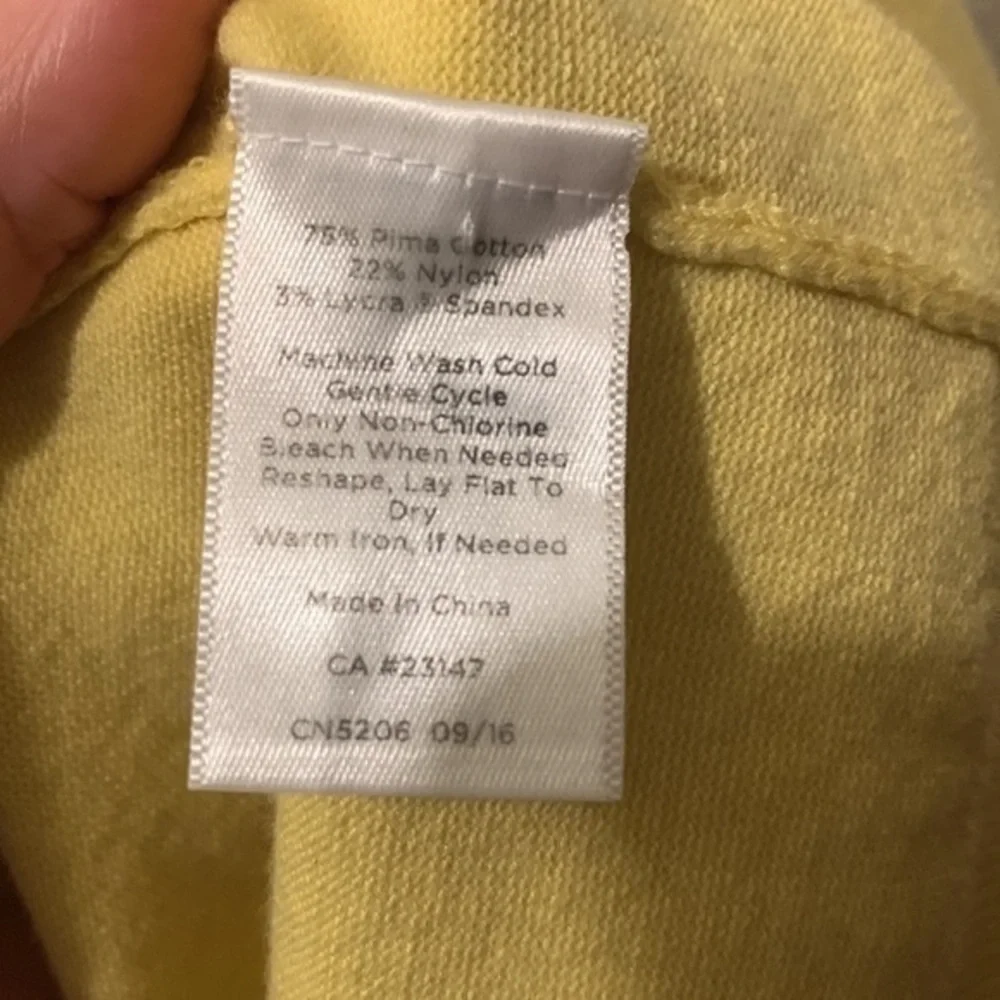 75% Pima Cotton
22% Nylon
3% Lycra ® Spandex
Machine Wash Cold
Gentle Cycle
Only Non-Chlorine
Bleach When Needed
Reshape, Lay Flat To
Dry
Warm Iron, If Needed
Made In China
CA #23147
CN5206 09/16